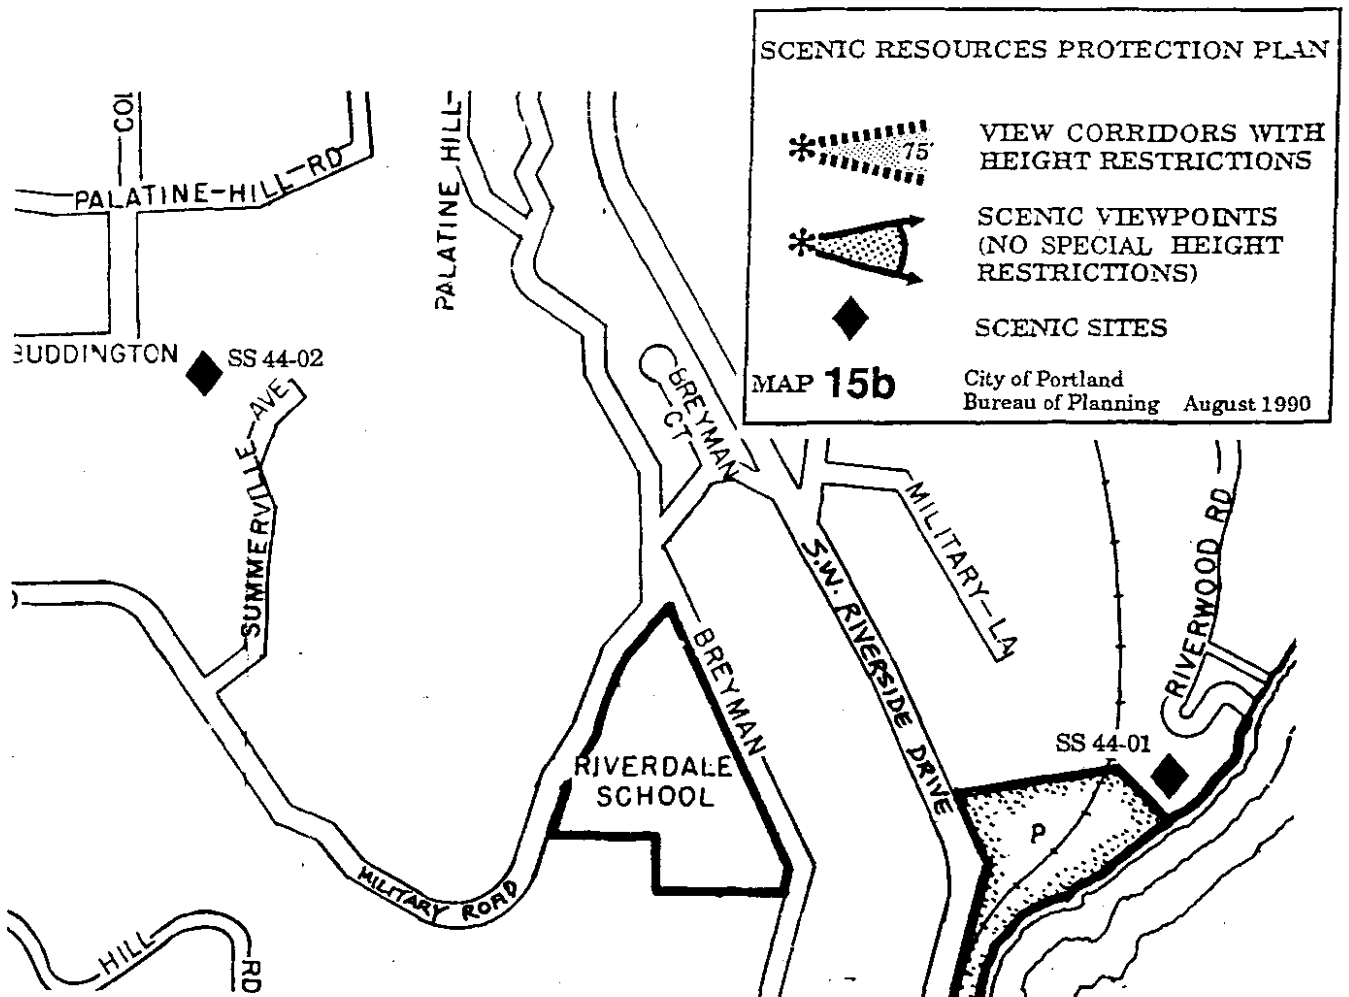 SCENIC RESOURCES PROTECTION PLAN
VIEW CORRIDORS WITH
HEIGHT RESTRICTIONS
75'
SCENIC VIEWPOINTS
(NO SPECIAL HEIGHT
RESTRICTIONS)
SCENIC SITES
MAP 15b
City of Portland
Bureau of Planning August 1990
PALATINE-HILL-RD
PALATINE HILL
SS 44-02
SUMMERVILLE AVE
BREYMAN
CT
MILITARY-LA
S.W. RIVERSIDE DRIVE
RIVERWOOD RD
BREYMAN
SS 44-01
RIVERDALE
SCHOOL
P
MILITARY ROAD
HILL
RD